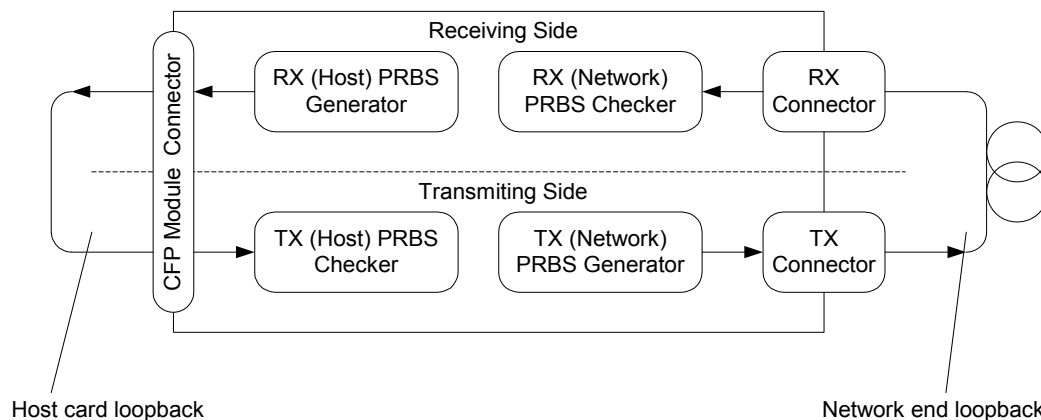 Receiving Side
CFP Module Connector
RX (Host) PRBS
Generator
RX (Network)
PRBS Checker
RX
Connector
Transmiting Side
TX (Host) PRBS
Checker
TX (Network)
PRBS Generator
TX
Connector
Host card loopback
Network end loopback